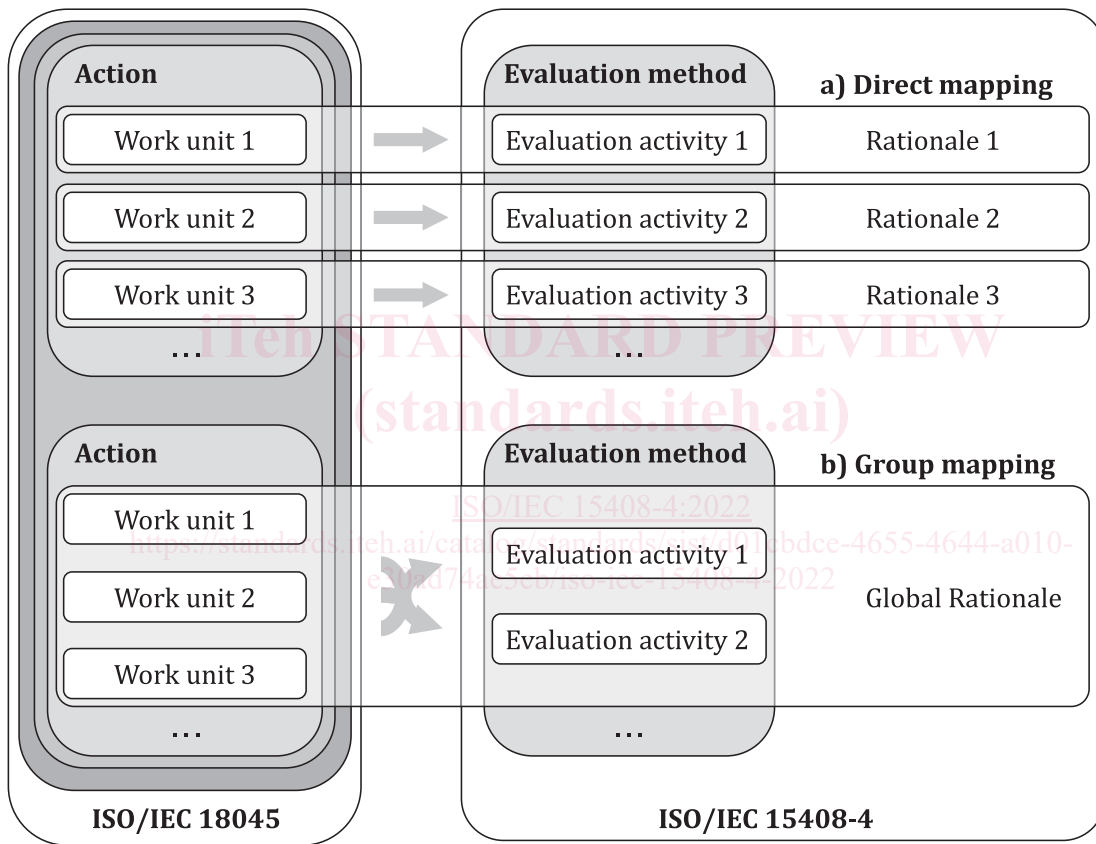 Action
Evaluation method
a) Direct mapping
Work unit 1
Evaluation activity 1
Rationale 1
Work unit 2
Evaluation activity 2
Rationale 2
Work unit 3
Evaluation activity 3
Rationale 3
iTeh STANDARD PREVIEW
...
...
(standards.iteh.ai)
Action
Evaluation method
b) Group mapping
Work unit 1
ISO/IEC 15408-4:2022
Evaluation activity 1
Work unit 2
Global Rationale
Evaluation activity 2
Work unit 3
...
...
ISO/IEC 18045
ISO/IEC 15408-4